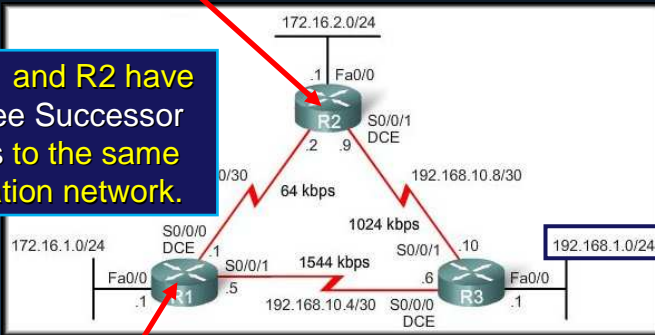 172.16.2.0/24
.1 Fa0/0
and R2 have
Successor
to the same
network.
R2
S0/0/1
DCE
.2 .9
0/30
64 kbps
192.168.10.8/30
1024 kbps
172.16.1.0/24
S0/0/0
DCE
.1
S0/0/1
1544 kbps
S0/0/1
.10
192.168.1.0/24
Fa0/0
R1
.5
.6
R3
Fa0/0
.1
192.168.10.4/30
S0/0/0
.1
DCE